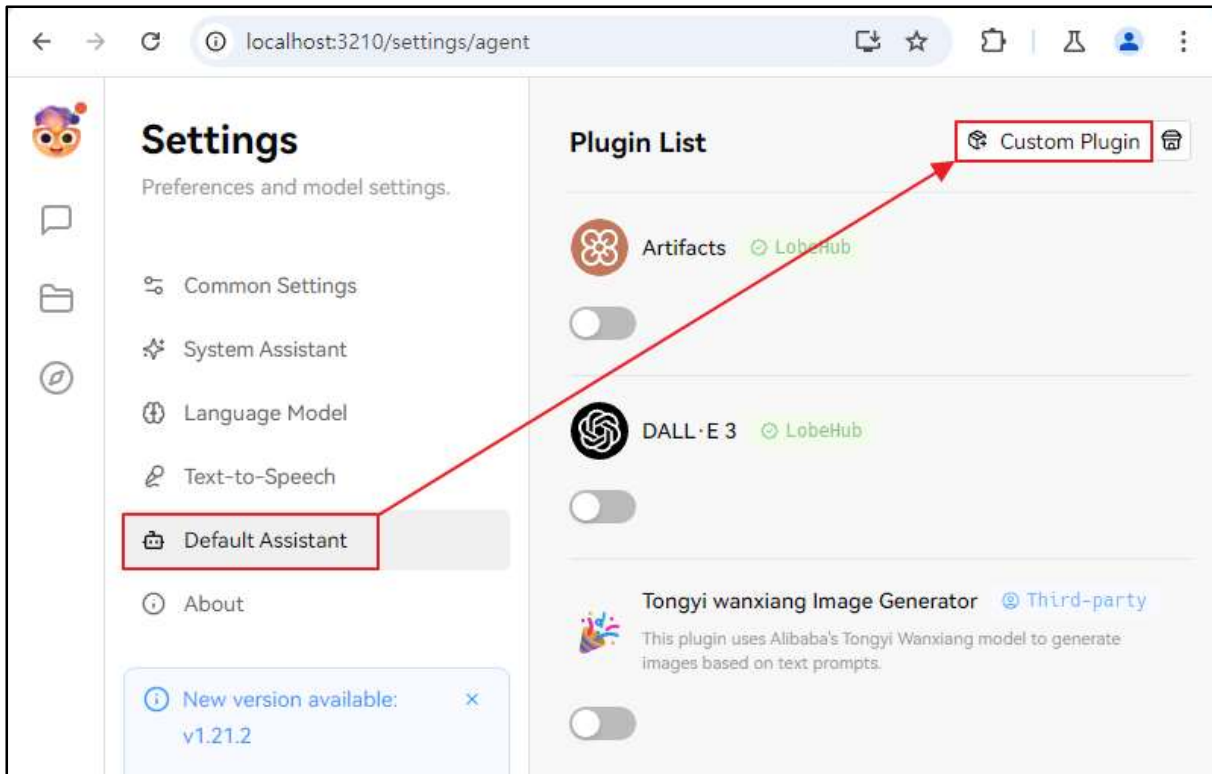 localhost:3210/settings/agent
Settings
Preferences and model settings.
Common Settings
System Assistant
Language Model
Text-to-Speech
Default Assistant
About
New version available:
v1.21.2
Plugin List
Custom Plugin
Artifacts LobeHub
DALL·E 3 LobeHub
Tongyi wanxiang Image Generator Third-party
This plugin uses Alibaba's Tongyi Wanxiang model to generate
images based on text prompts.